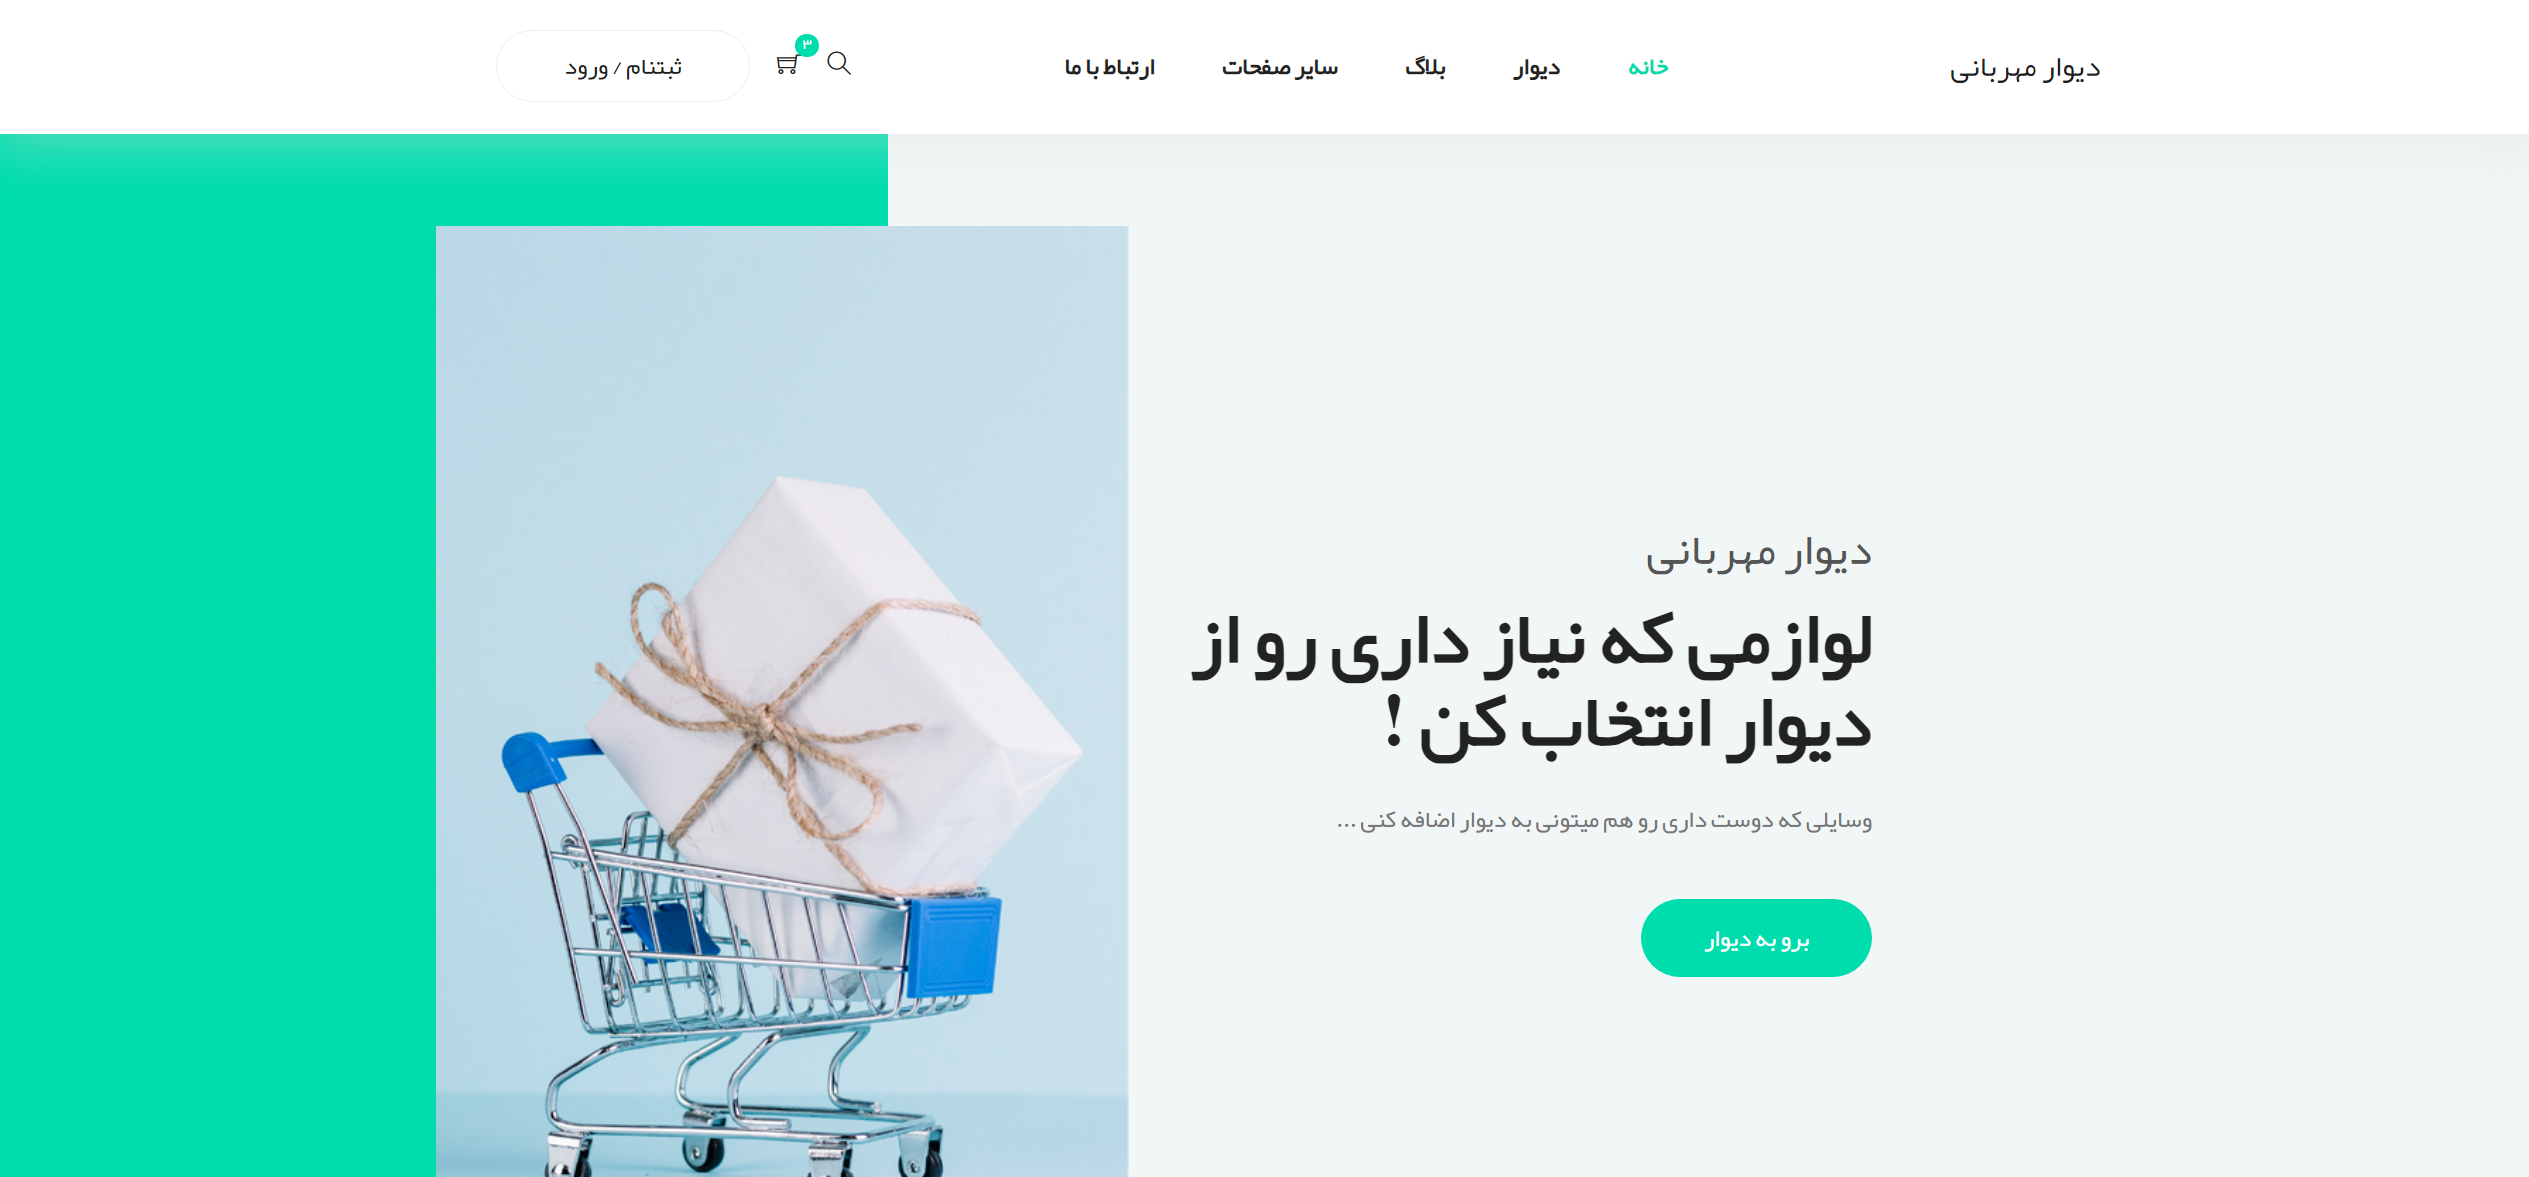 دیوار مهربانی
خانه
دیوار
بلاگ
سایر صفحات
ارتباط با ما
۳
ثبتنام / ورود
دیوار مهربانی
لوازمی که نیاز داری رو از
دیوار انتخاب کن !
وسایلی که دوست داری رو هم میتونی به دیوار اضافه کنی ...
برو به دیوار